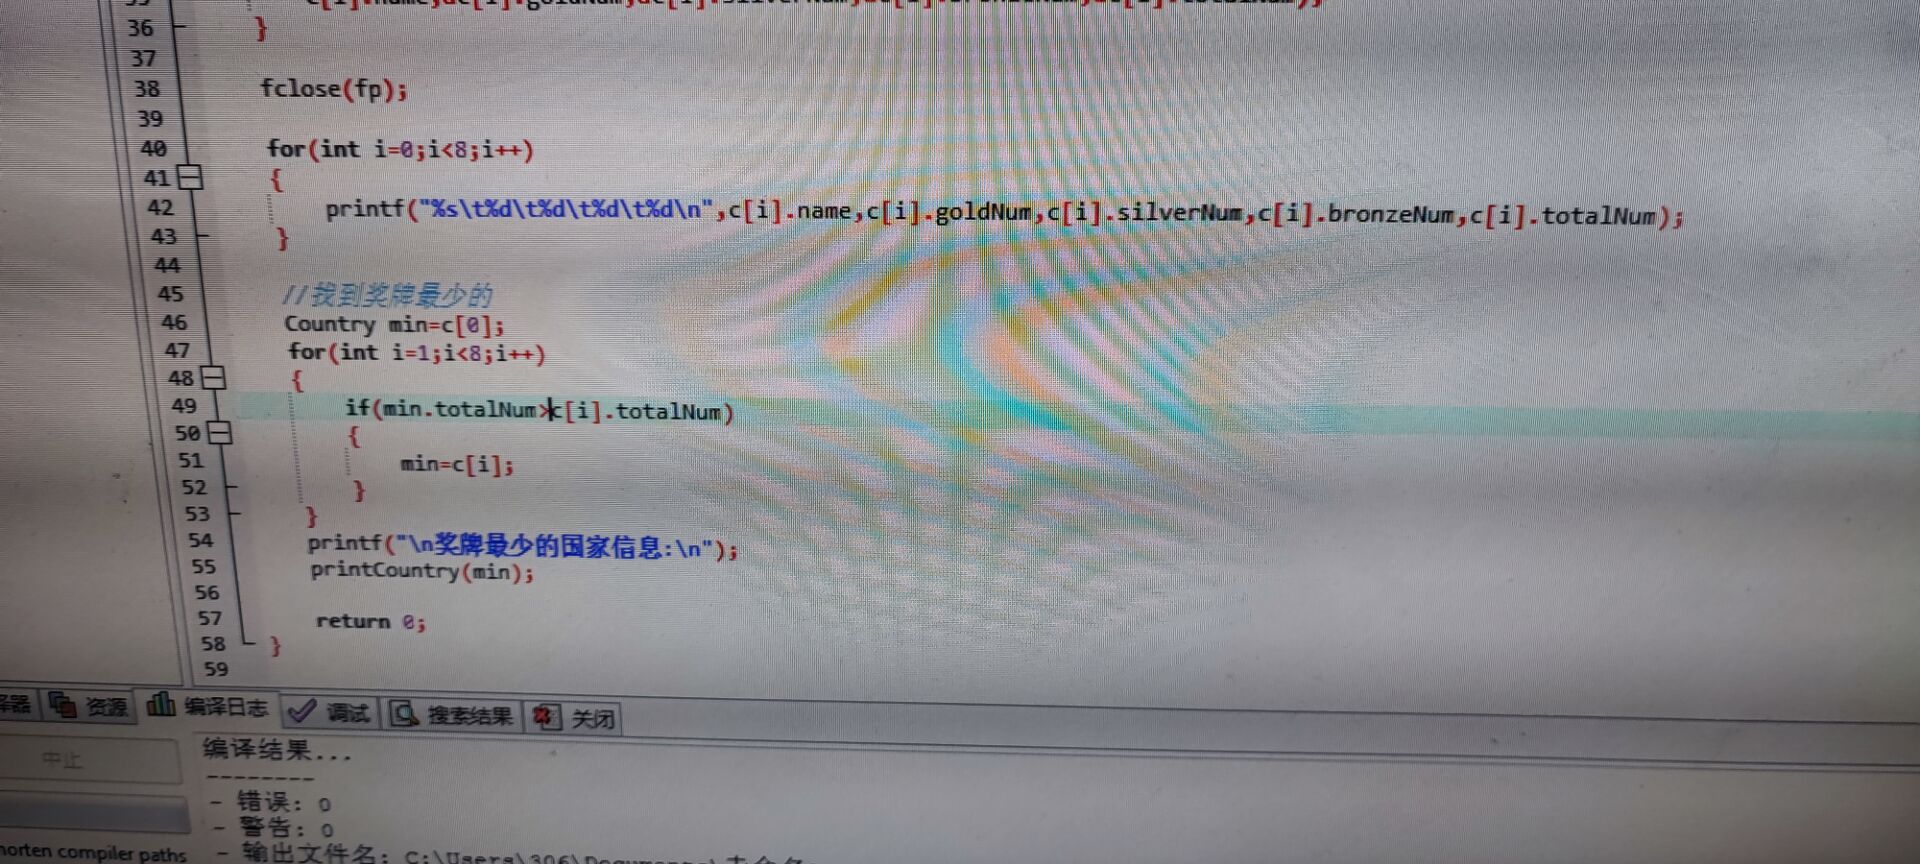 36 }
37
38 fclose(fp);
39
40 for(int i=0;i<8;i++)
41 {
42 printf("%s\t%d\t%d\t%d\t%d\n",c[i].name,c[i].goldNum,c[i].silverNum,c[i].bronzeNum,c[i].totalNum);
43 }
44
45 //找到奖牌最少的
46 Country min=c[0];
47 for(int i=1;i<8;i++)
48 {
49 if(min.totalNum>c[i].totalNum)
50 {
51 min=c[i];
52 }
53 }
54 printf("\n奖牌最少的国家信息:\n");
55 printCountry(min);
56
57 return 0;
58 }
59
资源 编译日志 调试 搜索结果 关闭
中止
编译结果...
--------
- 错误: 0
- 警告: 0
compiler paths
- 输出文件名: C:\Users\306\